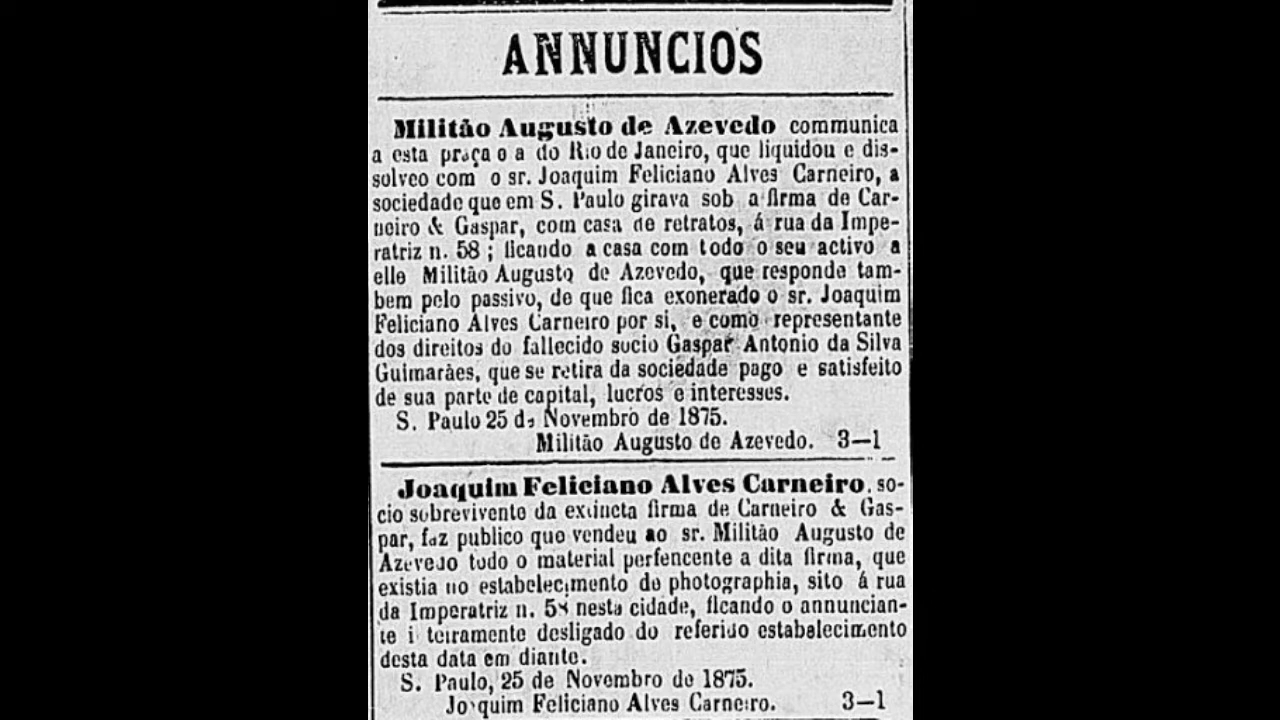 ANNUNCIOS
Militão Augusto de Azevedo communica
a esta praça o a do Rio de Janeiro, que liquidou e dis-
solveo com o sr. Joaquim Feliciano Alves Carneiro, a
sociedade que em S. Paulo girava sob a firma de Car-
neiro & Gaspar, com casa de retratos, á rua da Impe-
ratriz n. 58; ficando a casa com todo o seu activo a
elle Militão Augusto de Azevedo, que responde tam-
bem pelo passivo, de que fica exonerado o sr. Joaquim
Feliciano Alves Carneiro por si, e como representante
dos direitos do fallecido socio Gaspar Antonio da Silva
Guimarães, que se retira da sociedade pago e satisfeito
de sua parte de capital, lucros e interesses.
S. Paulo 25 de Novembro de 1875.
Militão Augusto de Azevedo. 3—1
Joaquim Feliciano Alves Carneiro, so-
cio sobrevivente da extincta firma de Carneiro & Gas-
par, faz publico que vendeu ao sr. Militão Augusto de
Azevedo todo o material perfencente a dita firma, que
existia no estabelecimento de photographia, sito á rua
da Imperatriz n. 58 nesta cidade, ficando o annuncian-
te i teiramente desligado do referido estabelecimento
desta data em diante.
S. Paulo, 25 de Novembro de 1875.
Joaquim Feliciano Alves Carneiro. 3—1